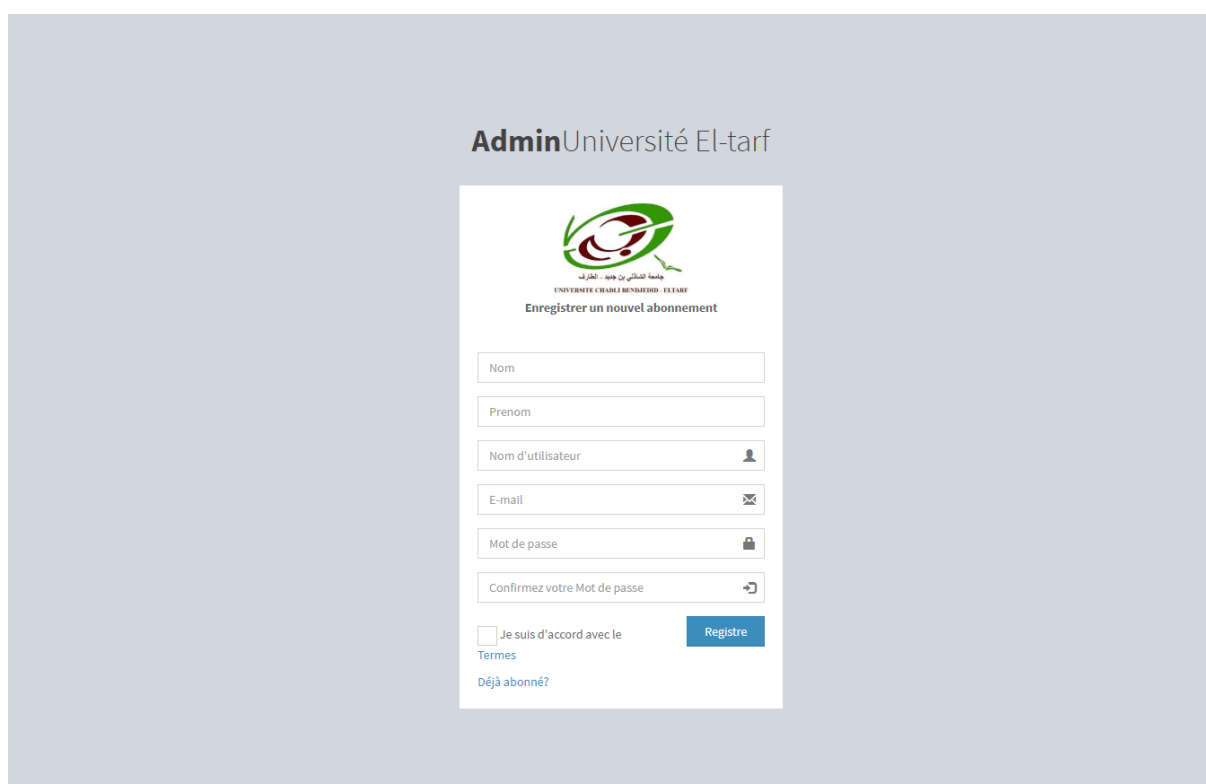 AdminUniversité El-tarf
جامعة الشاذلي بن جديد - الطارف
UNIVERSITE CHADLI BENDJEDID - ELTARF
Enregistrer un nouvel abonnement
Nom
Prenom
Nom d'utilisateur
E-mail
Mot de passe
Confirmez votre Mot de passe
Je suis d'accord avec le
Registre
Termes
Déjà abonné?